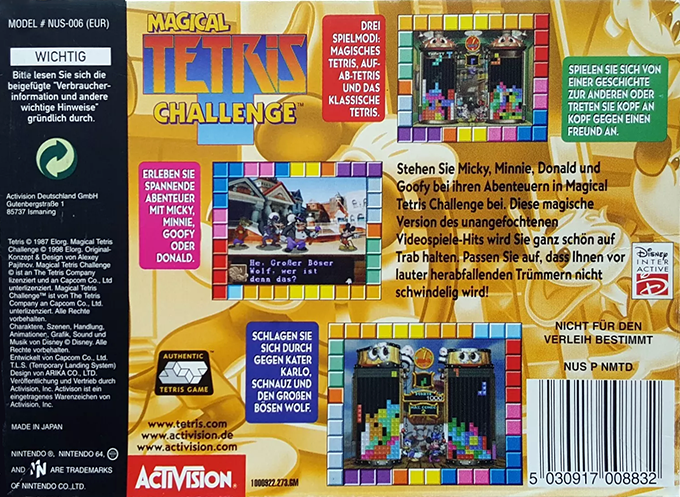 MODEL # NUS-006 (EUR)
WICHTIG
Bitte lesen Sie sich die
beigefügte "Verbraucher-
information und andere
wichtige Hinweise"
gründlich durch.
Activision Deutschland GmbH
Gutenbergstraße 1
85737 Ismaning
Tetris © 1987 Elorg. Magical Tetris
Challenge © 1998 Elorg. Original-
Konzept & Design von Alexey
Pajitnov. Magical Tetris Challenge
© ist an The Tetris Company
lizenziert und an Capcom Co., Ltd
unterlizenziert. Magical Tetris
Challenge™ ist von The Tetris
Company an Capcom Co., Ltd.
unterlizenziert. Alle Rechte
vorbehalten.
Charaktere, Szenen, Handlung,
Animationen, Grafik, Sound und
Musik von Disney © Disney. Alle
Rechte vorbehalten.
Entwickelt von Capcom Co., Ltd.
T.L.S. (Temporary Landing System)
Design von ARIKA CO., LTD.
Veröffentlichung und Vertrieb durch
Activision, Inc. Activison ist ein
eingetragenes Warenzeichen von
Activision, Inc.
MADE IN JAPAN
NINTENDO ®, NINTENDO 64, ®
AND N ARE TRADEMARKS
OF NINTENDO CO.,LTD.
MAGICAL
TETRIS
CHALLENGE™
DREI
SPIELMODI:
MAGISCHES
TETRIS, AUF-
AB-TETRIS
UND DAS
KLASSISCHE
TETRIS.
SPIELEN SIE SICH VON
EINER GESCHICHTE
ZUR ANDEREN ODER
TRETEN SIE KOPF AN
KOPF GEGEN EINEN
FREUND AN.
ERLEBEN SIE
SPANNENDE
ABENTEUER
MIT MICKY,
MINNIE,
GOOFY
ODER
DONALD.
He, Großer Böser
Wolf, wer ist
denn das?
Stehen Sie Micky, Minnie, Donald und
Goofy bei ihren Abenteuern in Magical
Tetris Challenge bei. Diese magische
Version des unangefochtenen
Videospiele-Hits wird Sie ganz schön auf
Trab halten. Passen Sie auf, dass Ihnen vor
lauter herabfallenden Trümmern nicht
schwindelig wird!
Disney
INTER
ACTIVE
D
SCHLAGEN SIE
SIE SICH DURCH
GEGEN KATER
KARLO,
SCHNAUZ UND
DEN GROßEN
BÖSEN WOLF.
NICHT FÜR DEN
VERLEIH BESTIMMT
NUS P NMTD
AUTHENTIC
TETRIS GAME
www.tetris.com
www.activision.de
www.activision.com
ACTIVISION.
1000922.273.GM
5 030917 008832